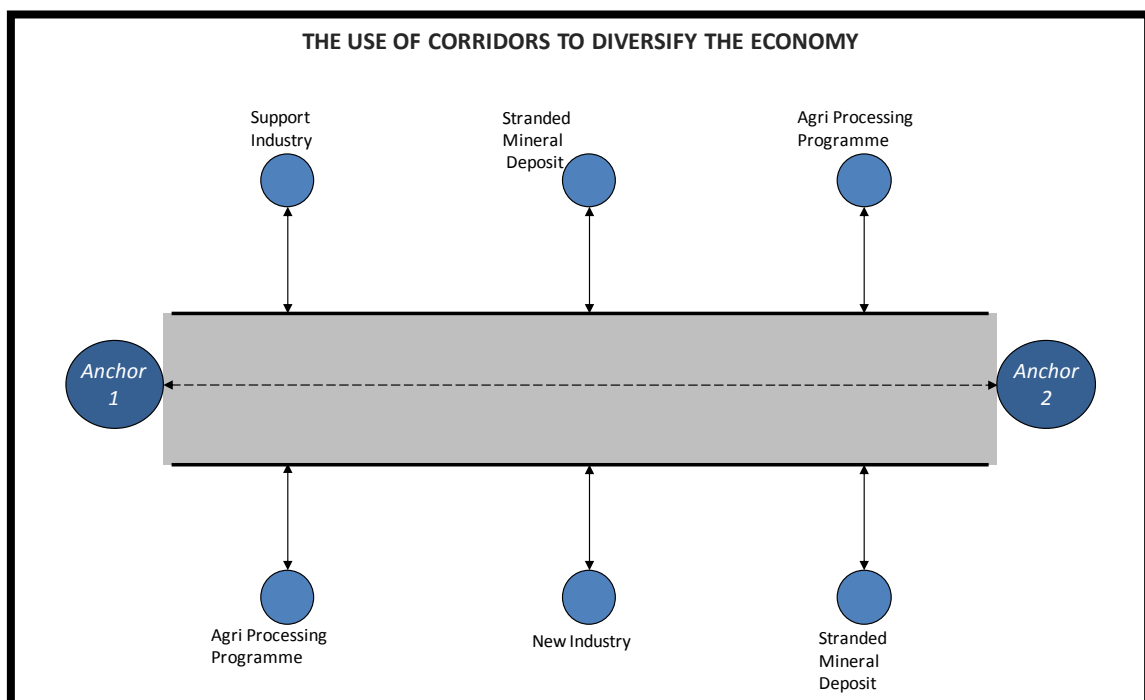 THE USE OF CORRIDORS TO DIVERSIFY THE ECONOMY
Support
Industry
Stranded
Mineral
Deposit
Agri Processing
Programme
Anchor
1
Anchor
2
Agri Processing
Programme
New Industry
Stranded
Mineral
Deposit